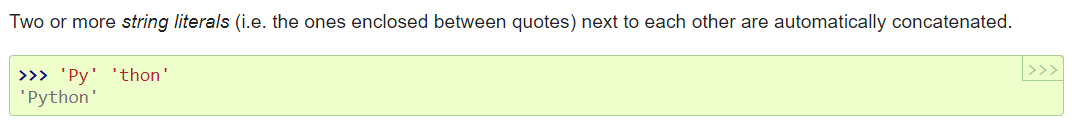 Two or more string literals (i.e. the ones enclosed between quotes) next to each other are automatically concatenated.
>>> 'Py' 'thon'
>>>
'Python'